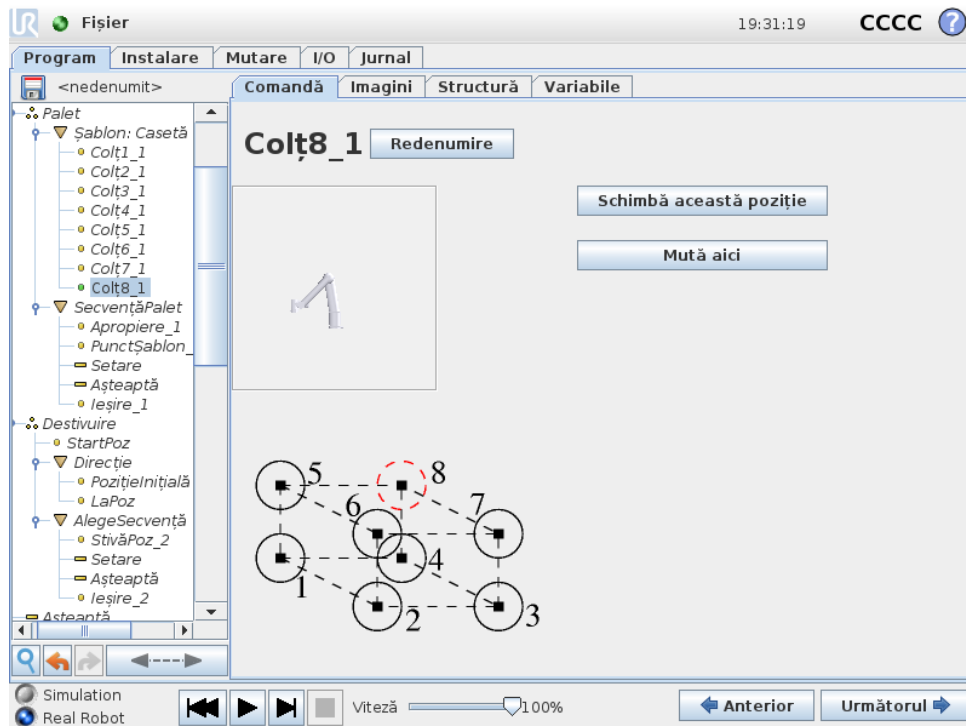 Fișier
19:31:19
CCCC
?
Program
Instalare
Mutare
I/O
Jurnal
<nedenumit>
Comandă
Imagini
Structură
Variabile
Palet
Șablon: Casetă
Colț1_1
Colț2_1
Colț3_1
Colț4_1
Colț5_1
Colț6_1
Colț7_1
Colț8_1
SecvențăPalet
Apropiere_1
PunctȘablon_
Setare
Așteaptă
Ieșire_1
Destivuire
StartPoz
Direcție
PozițieInițială
LaPoz
AlegeSecvență
StivăPoz_2
Setare
Așteaptă
Ieșire_2
Așteaptă
Colț8_1
Redenumire
Schimbă această poziție
Mută aici
5
8
6
7
1
4
2
3
Simulation
Real Robot
Viteză
100%
Anterior
Următorul